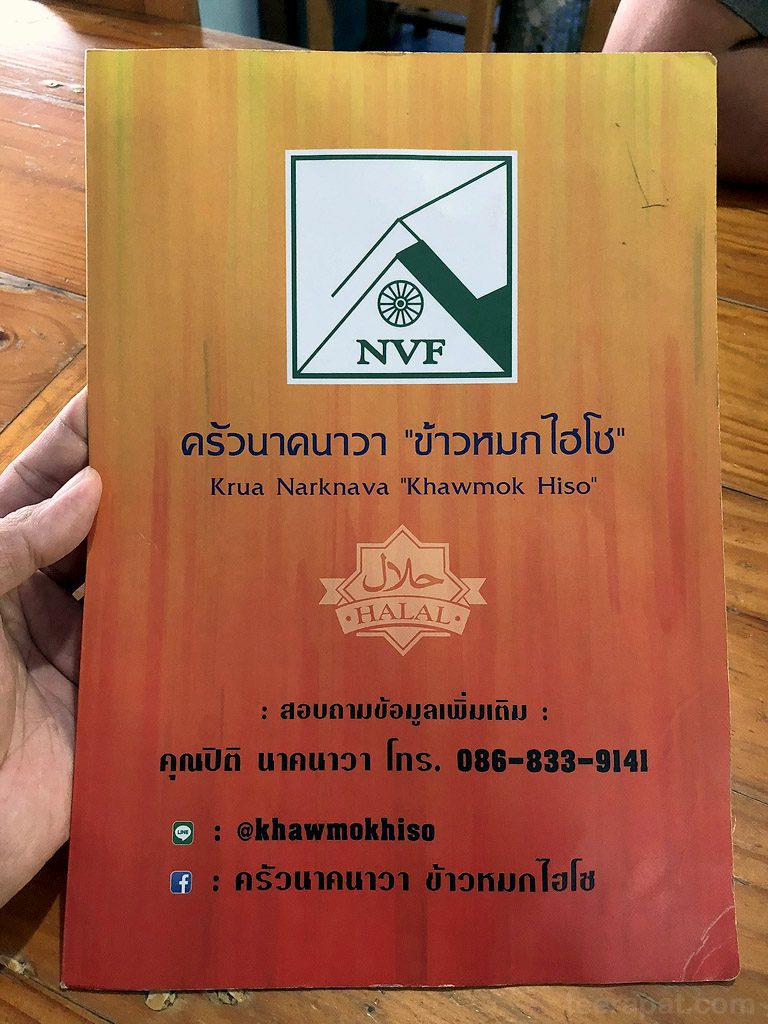 NVF
ครัวนาคนาวา "ข้าวหมกไฮโซ"
Krua Narknava "Khawmok Hiso"
حلال
·HALAL·
: สอบถามข้อมูลเพิ่มเติม :
คุณปิติ นาคนาวา โทร. 086-833-9141
LINE : @khawmokhiso
f : ครัวนาคนาวา ข้าวหมกไฮโซ
teerapat.com